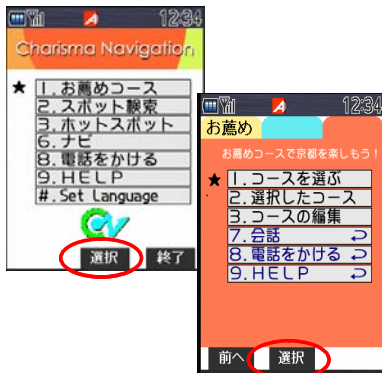 12:34
Charisma Navigation
★ 1.お薦めコース
2.スポット検索
3.ホットスポット
6.ナビ
8.電話をかける
9.HELP
#.Set Language
CV
選択 終了
12:34
お薦め
お薦めコースで京都を楽しもう!
★ 1.コースを選ぶ
2.選択したコース
3.コースの編集
7.会話
8.電話をかける
9.HELP
前へ 選択